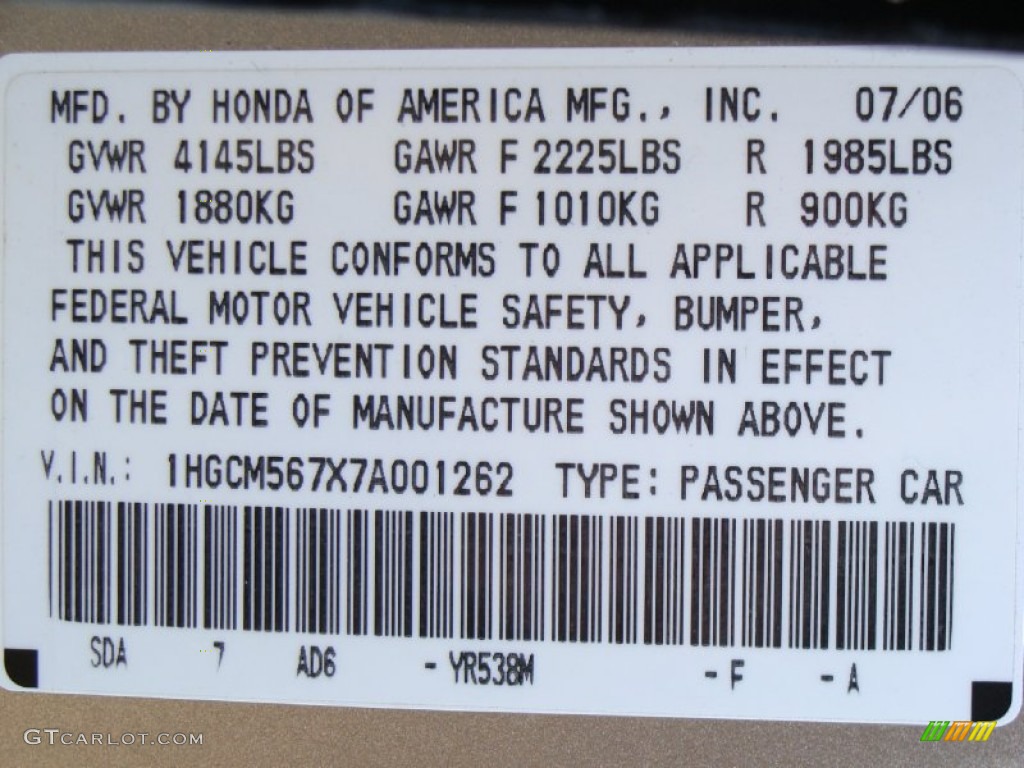 MFD. BY HONDA OF AMERICA MFG., INC. 07/06
GVWR 4145LBS GAWR F 2225LBS R 1985LBS
GVWR 1880KG GAWR F 1010KG R 900KG
THIS VEHICLE CONFORMS TO ALL APPLICABLE
FEDERAL MOTOR VEHICLE SAFETY, BUMPER,
AND THEFT PREVENTION STANDARDS IN EFFECT
ON THE DATE OF MANUFACTURE SHOWN ABOVE.
V.I.N.: 1HGCM567X7A001262 TYPE: PASSENGER CAR
SDA 7 AD6 - YR538M - F - A
GTCARLOT.COM